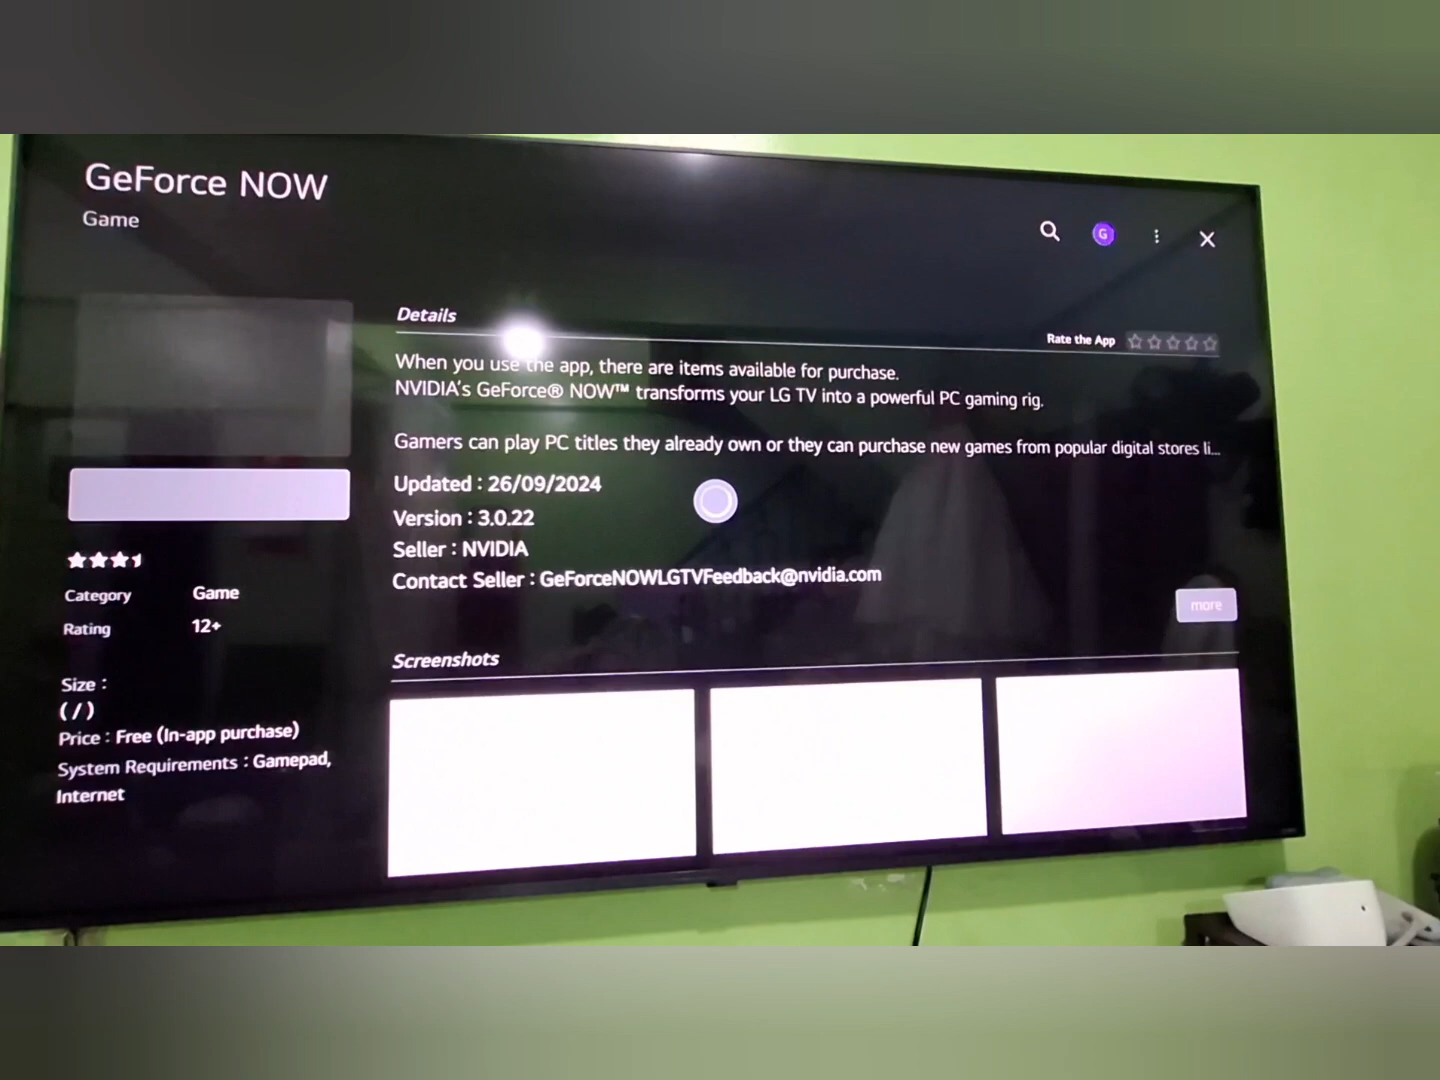 GeForce NOW
Game
G
Details
Rate the App
When you use the app, there are items available for purchase.
NVIDIA's GeForce® NOW™ transforms your LG TV into a powerful PC gaming rig.
Gamers can play PC titles they already own or they can purchase new games from popular digital stores li...
Updated : 26/09/2024
Version : 3.0.22
Seller : NVIDIA
Contact Seller : GeForceNOWLGTVFeedback@nvidia.com
more
Category Game
Rating 12+
Size :
( / )
Price : Free (In-app purchase)
System Requirements : Gamepad,
Internet
Screenshots